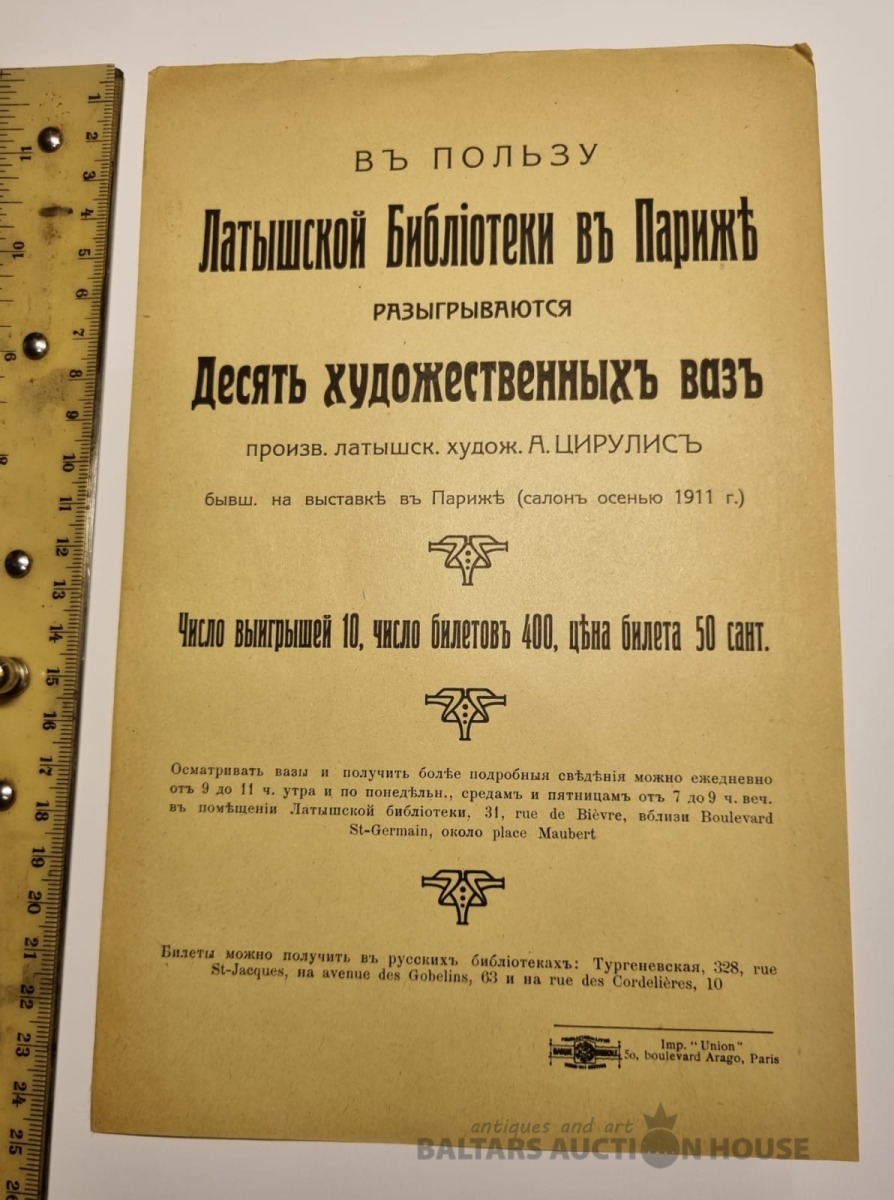 ВЪ ПОЛЬЗУ
Латышской Библіотеки въ Парижѣ
РАЗЫГРЫВАЮТСЯ
Десять художественныхъ вазъ
произв. латышск. худож. А. ЦИРУЛИСЪ
бывш. на выставкѣ въ Парижѣ (салонъ осенью 1911 г.)
Число выигрышей 10, число билетовъ 400, цѣна билета 50 сант.
Осматривать вазы и получить болѣе подробныя свѣдѣнія можно ежедневно
отъ 9 до 11 ч. утра и по понедѣльн., средамъ и пятницамъ отъ 7 до 9 ч. веч.
въ помѣщеніи Латышской библіотеки, 31, rue de Bièvre, вблизи Boulevard
St-Germain, около place Maubert
Билеты можно получить въ русскихъ библіотекахъ: Тургеневская, 328, rue
St-Jacques, на avenue des Gobelins, 63 и на rue des Cordelières, 10
Imp. "Union"
50, boulevard Arago, Paris
antiques and art
BALTARS AUCTION HOUSE